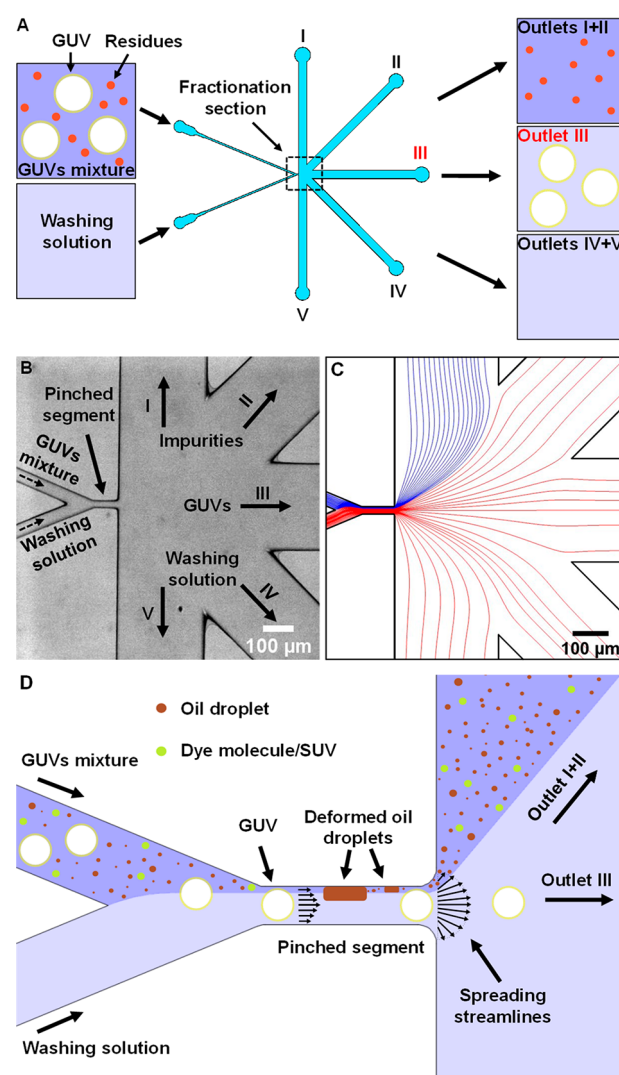 A
GUV
Residues
GUVs mixture
Washing
solution
Fractionation
section
I
II
III
IV
V
Outlets I+II
Outlet III
Outlets IV+V
B
Pinched
segment
GUVs
mixture
Washing
solution
I
II
Impurities
GUVs
III
Washing
solution
IV
V
100 µm
C
100 µm
D
Oil droplet
Dye molecule/SUV
GUVs mixture
GUV
Deformed oil
droplets
Outlet I+II
Outlet III
Pinched segment
Spreading
streamlines
Washing solution